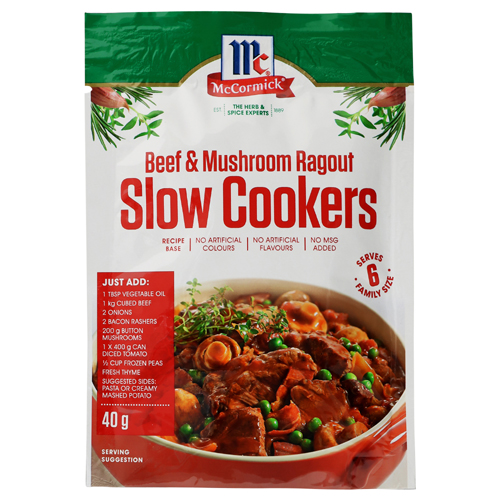 Mc
McCormick®
EST THE HERB & SPICE EXPERTS 1889
Beef & Mushroom Ragout
Slow Cookers
RECIPE BASE
NO ARTIFICIAL COLOURS
NO ARTIFICIAL FLAVOURS
NO MSG ADDED
SERVES
6
FAMILY SIZE
JUST ADD:
1 TBSP VEGETABLE OIL
1 kg CUBED BEEF
2 ONIONS
2 BACON RASHERS
200 g BUTTON
MUSHROOMS
1 X 400 g CAN
DICED TOMATO
½ CUP FROZEN PEAS
FRESH THYME
SUGGESTED SIDES:
PASTA OR CREAMY
MASHED POTATO
40 g
SERVING
SUGGESTION